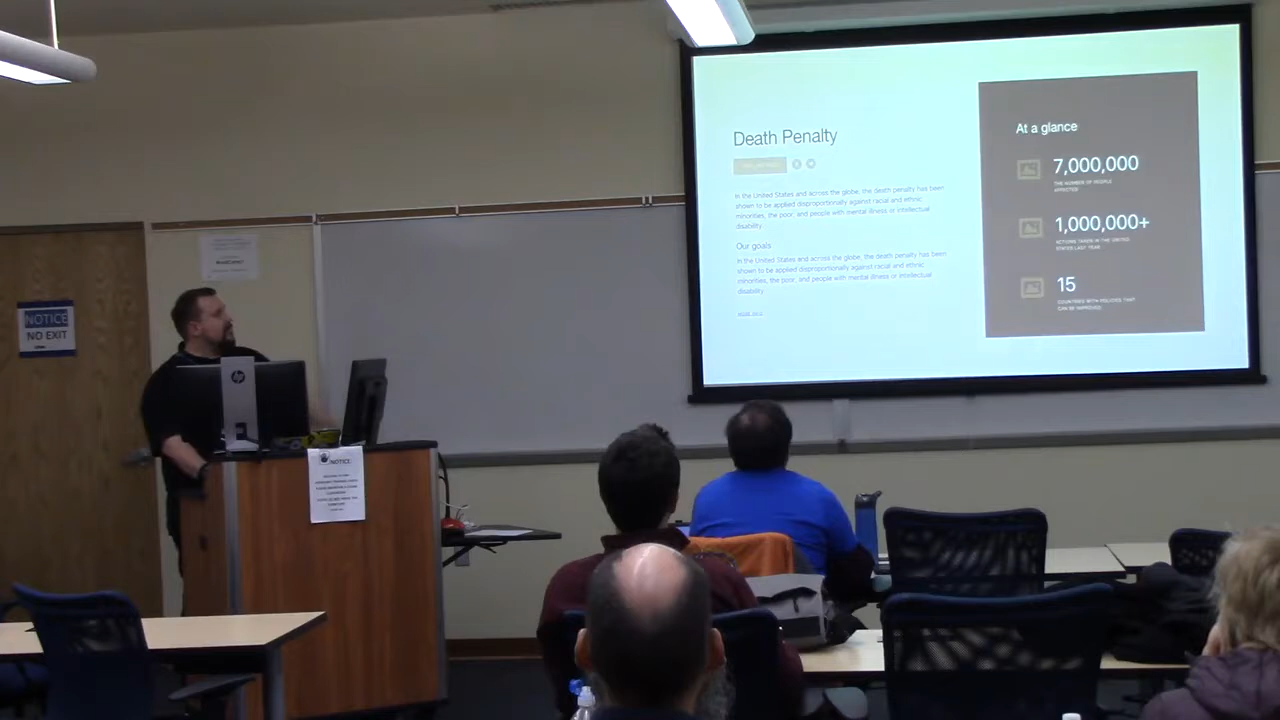 Death Penalty
In the United States and across the globe, the death penalty has been
shown to be applied disproportionally against racial and ethnic
minorities, the poor, and people with mental illness or intellectual
disability.
Our goals
In the United States and across the globe, the death penalty has been
shown to be applied disproportionally against racial and ethnic
minorities, the poor, and people with mental illness or intellectual
disability.
At a glance
7,000,000
THE NUMBER OF PEOPLE
AFFECTED
1,000,000+
ACTIONS TAKEN IN THE UNITED
STATES LAST YEAR
15
COUNTRIES WITH POLICIES THAT
CAN BE IMPROVED
NOTICE
NO EXIT
hp
NOTICE